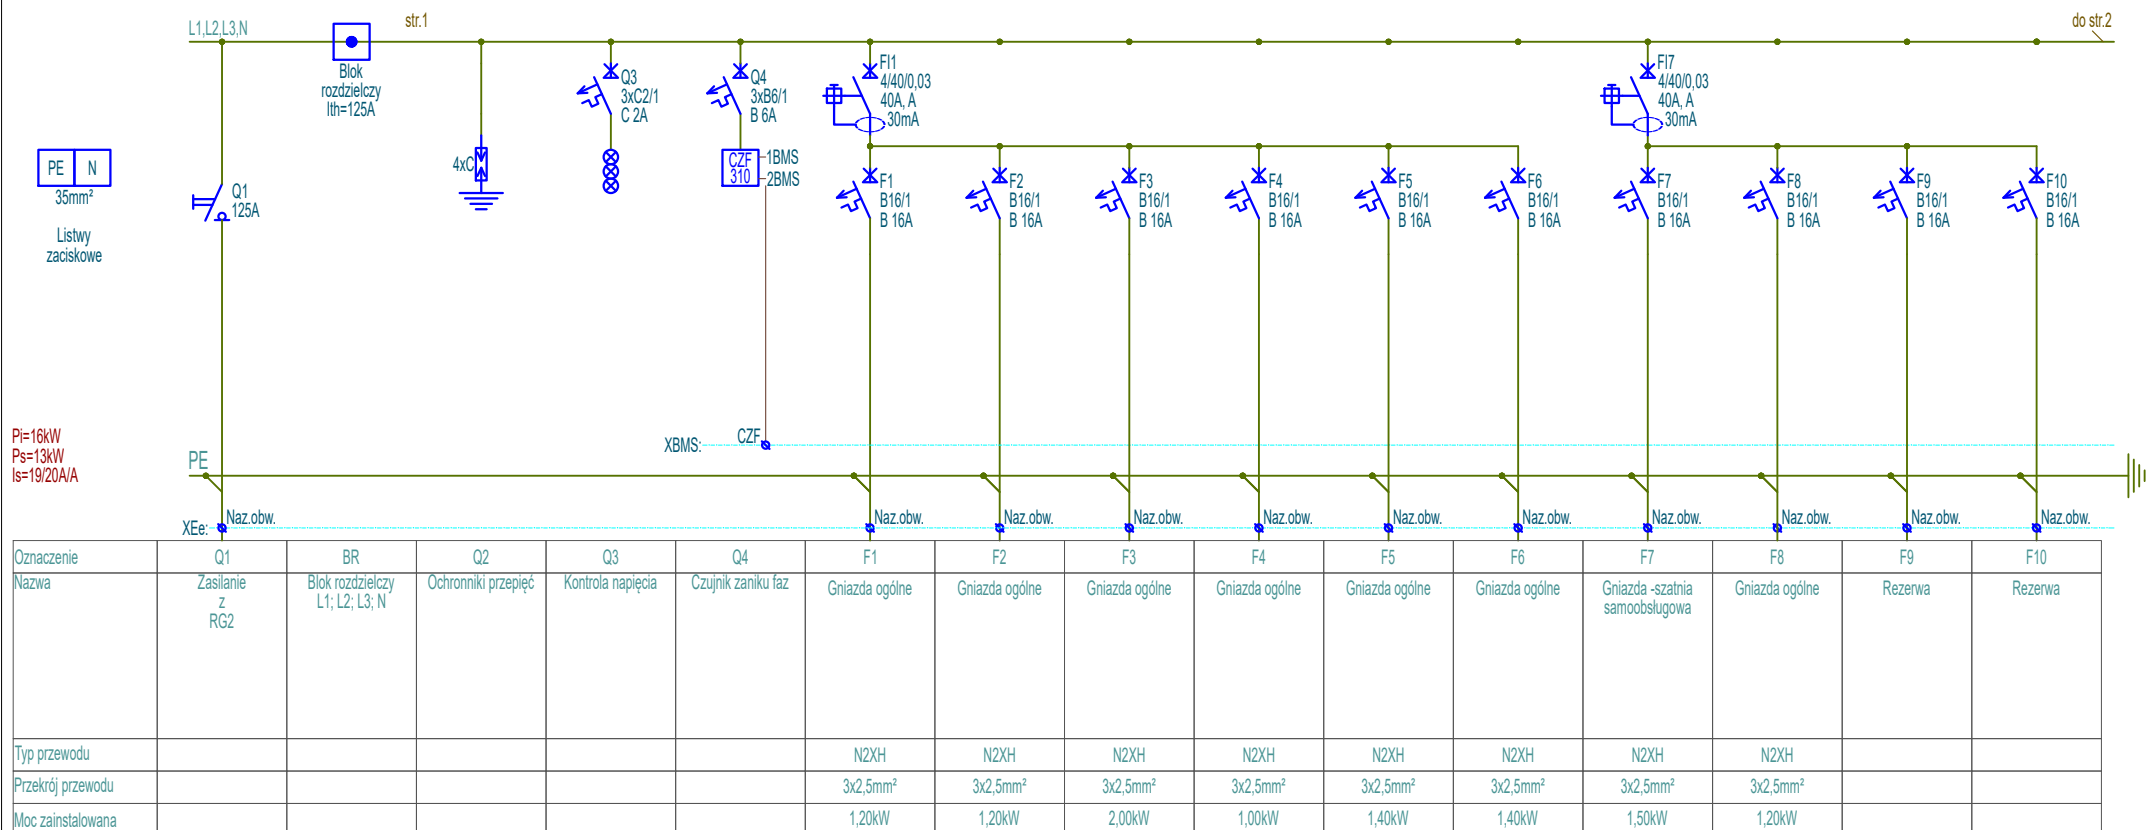 str.1
do str.2
L1,L2,L3,N
Blok
rozdzielczy
Ith=125A
PE N
35mm²
Listwy
zaciskowe
Q1
125A
4xC
Q3
3xC2/1
C 2A
Q4
3xB6/1
B 6A
CZF
310
1BMS
2BMS
FI1
4/40/0,03
40A, A
30mA
FI7
4/40/0,03
40A, A
30mA
F1
B16/1
B 16A
F2
B16/1
B 16A
F3
B16/1
B 16A
F4
B16/1
B 16A
F5
B16/1
B 16A
F6
B16/1
B 16A
F7
B16/1
B 16A
F8
B16/1
B 16A
F9
B16/1
B 16A
F10
B16/1
B 16A
Pi=16kW
Ps=13kW
Is=19/20A/A
XBMS: CZF
PE
XEe: Naz.obw. Naz.obw. Naz.obw. Naz.obw. Naz.obw. Naz.obw. Naz.obw. Naz.obw. Naz.obw. Naz.obw. Naz.obw.
Oznaczenie Q1 BR Q2 Q3 Q4 F1 F2 F3 F4 F5 F6 F7 F8 F9 F10
Nazwa
Zasilanie
z
RG2
Blok rozdzielczy
L1; L2; L3; N
Ochronniki przepięć
Kontrola napięcia
Czujnik zaniku faz
Gniazda ogólne
Gniazda ogólne
Gniazda ogólne
Gniazda ogólne
Gniazda ogólne
Gniazda ogólne
Gniazda -szatnia
samoobsługowa
Gniazda ogólne
Rezerwa
Rezerwa
Typ przewodu N2XH N2XH N2XH N2XH N2XH N2XH N2XH N2XH
Przekrój przewodu 3x2,5mm² 3x2,5mm² 3x2,5mm² 3x2,5mm² 3x2,5mm² 3x2,5mm² 3x2,5mm² 3x2,5mm²
Moc zainstalowana 1,20kW 1,20kW 2,00kW 1,00kW 1,40kW 1,40kW 1,50kW 1,20kW